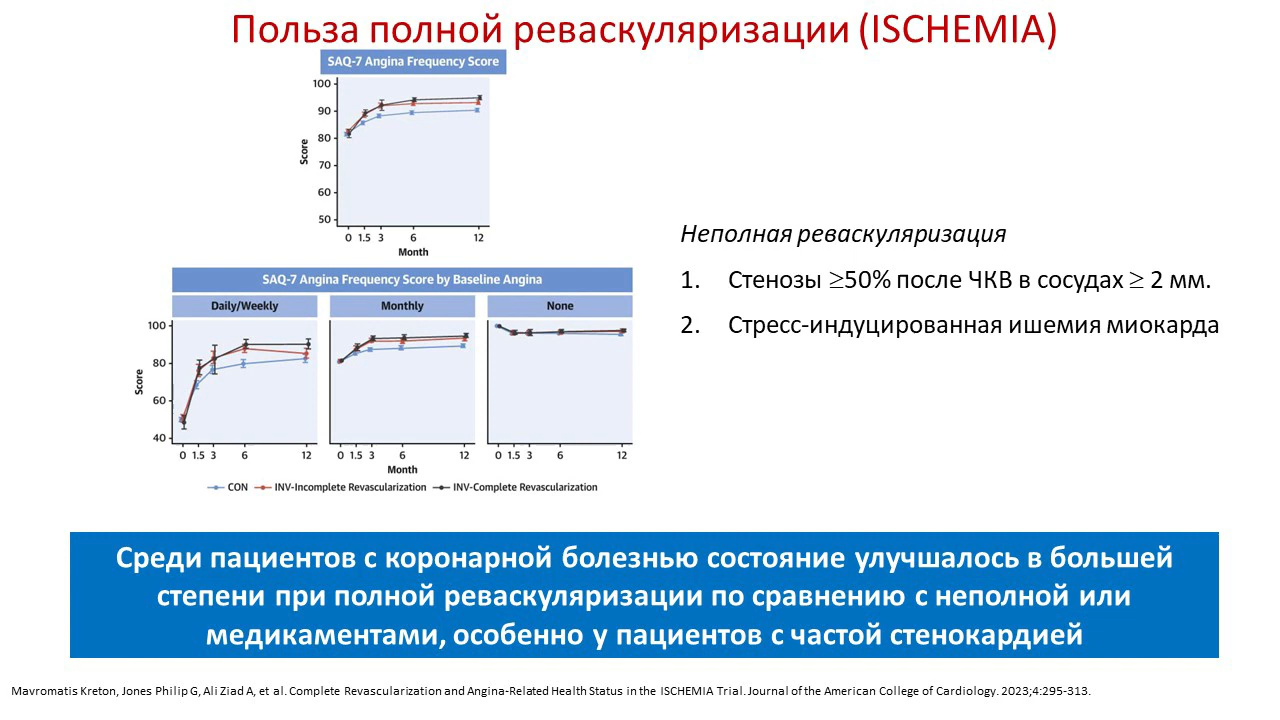 Польза полной реваскуляризации (ISCHEMIA)
SAQ-7 Angina Frequency Score
100
90
80
70
60
50
Score
0 1.5 3 6 12
Month
SAQ-7 Angina Frequency Score by Baseline Angina
Daily/Weekly Monthly None
100
80
60
40
Score
0 1.5 3 6 12 0 1.5 3 6 12 0 1.5 3 6 12
Month
CON INV-Incomplete Revascularization INV-Complete Revascularization
Неполная реваскуляризация
1. Стенозы ≥50% после ЧКВ в сосудах ≥ 2 мм.
2. Стресс-индуцированная ишемия миокарда
Среди пациентов с коронарной болезнью состояние улучшалось в большей
степени при полной реваскуляризации по сравнению с неполной или
медикаментами, особенно у пациентов с частой стенокардией
Mavromatis Kreton, Jones Philip G, Ali Ziad A, et al. Complete Revascularization and Angina-Related Health Status in the ISCHEMIA Trial. Journal of the American College of Cardiology. 2023;4:295-313.